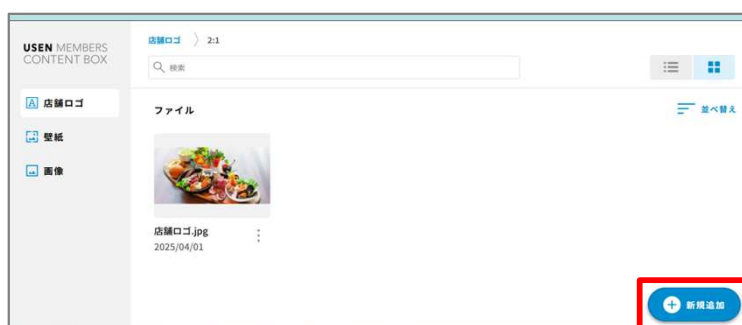 USEN MEMBERS
CONTENT BOX
店舗ロゴ
壁紙
画像
店舗ロゴ 〉 2:1
検索
ファイル
並べ替え
店舗ロゴ.jpg
2025/04/01
新規追加